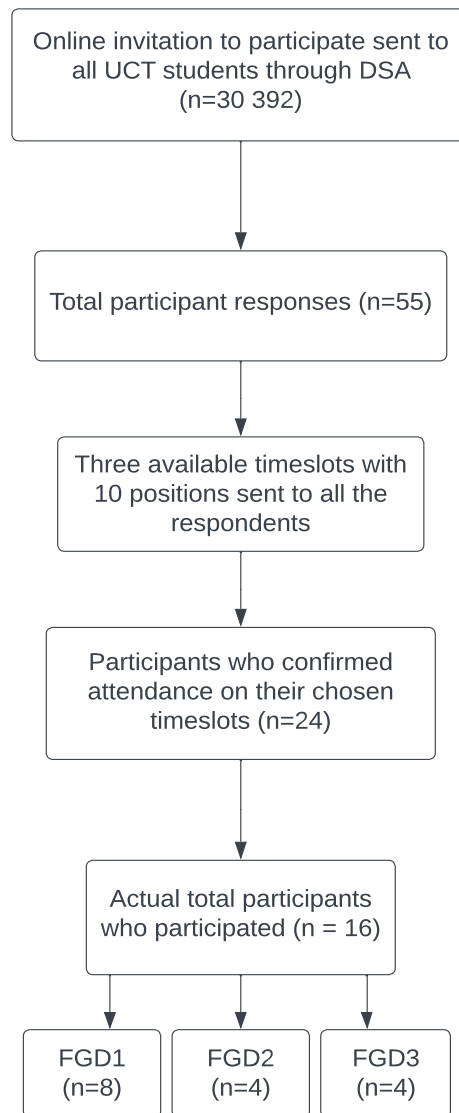 Online invitation to participate sent to
all UCT students through DSA
(n=30 392)
Total participant responses (n=55)
Three available timeslots with
10 positions sent to all the
respondents
Participants who confirmed
attendance on their chosen
timeslots (n=24)
Actual total participants
who participated (n = 16)
FGD1
(n=8)
FGD2
(n=4)
FGD3
(n=4)